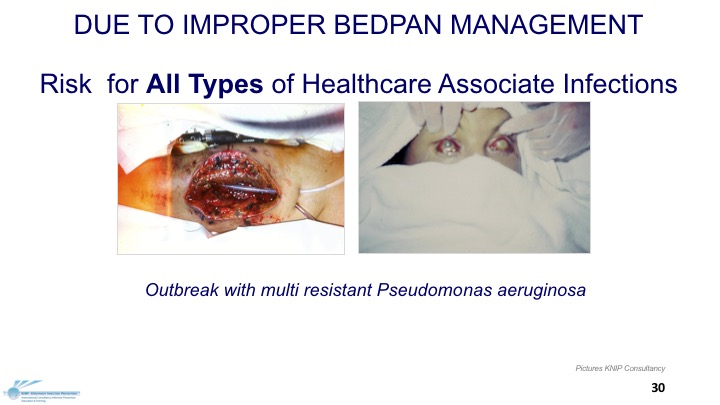 DUE TO IMPROPER BEDPAN MANAGEMENT
Risk  for All Types of Healthcare Associate Infections
Outbreak with multi resistant Pseudomonas aeruginosa
Pictures KNIP Consultancy
30